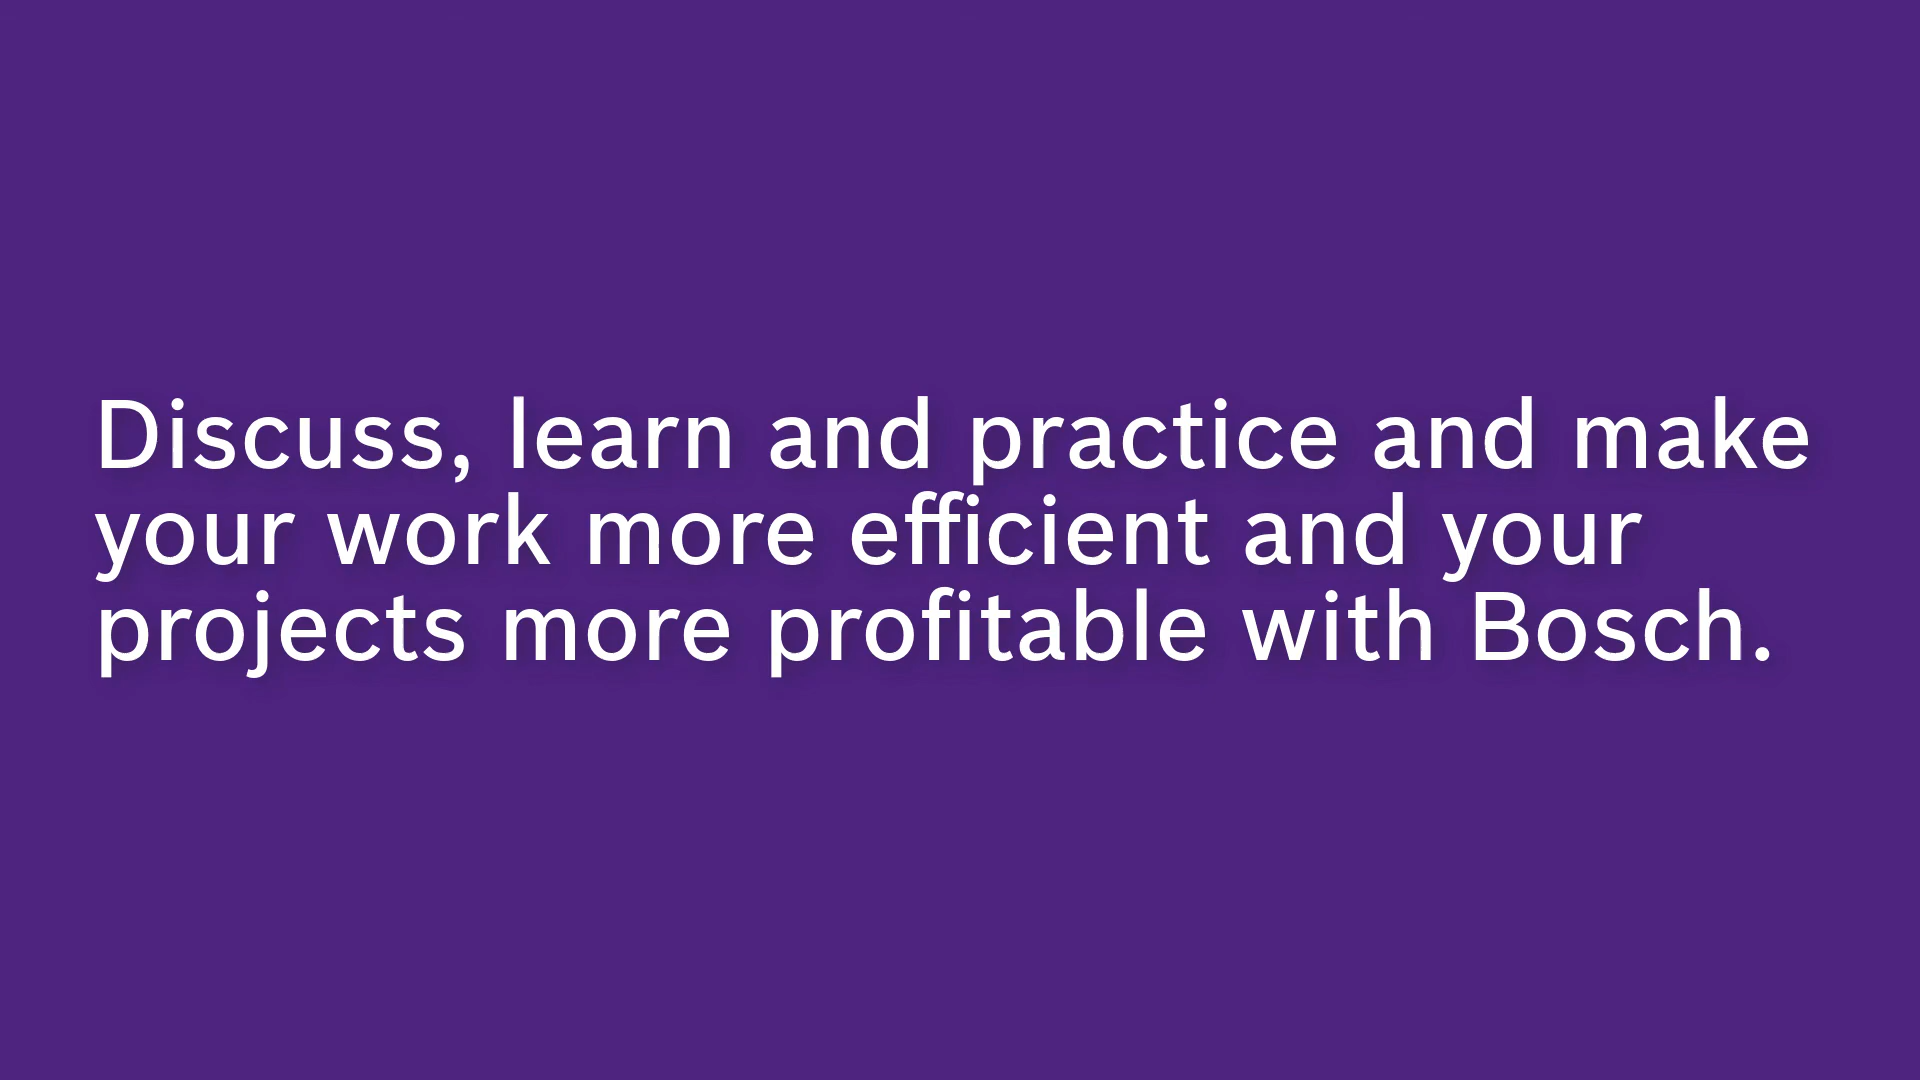 Discuss, learn and practice and make
your work more efficient and your
projects more profitable with Bosch.